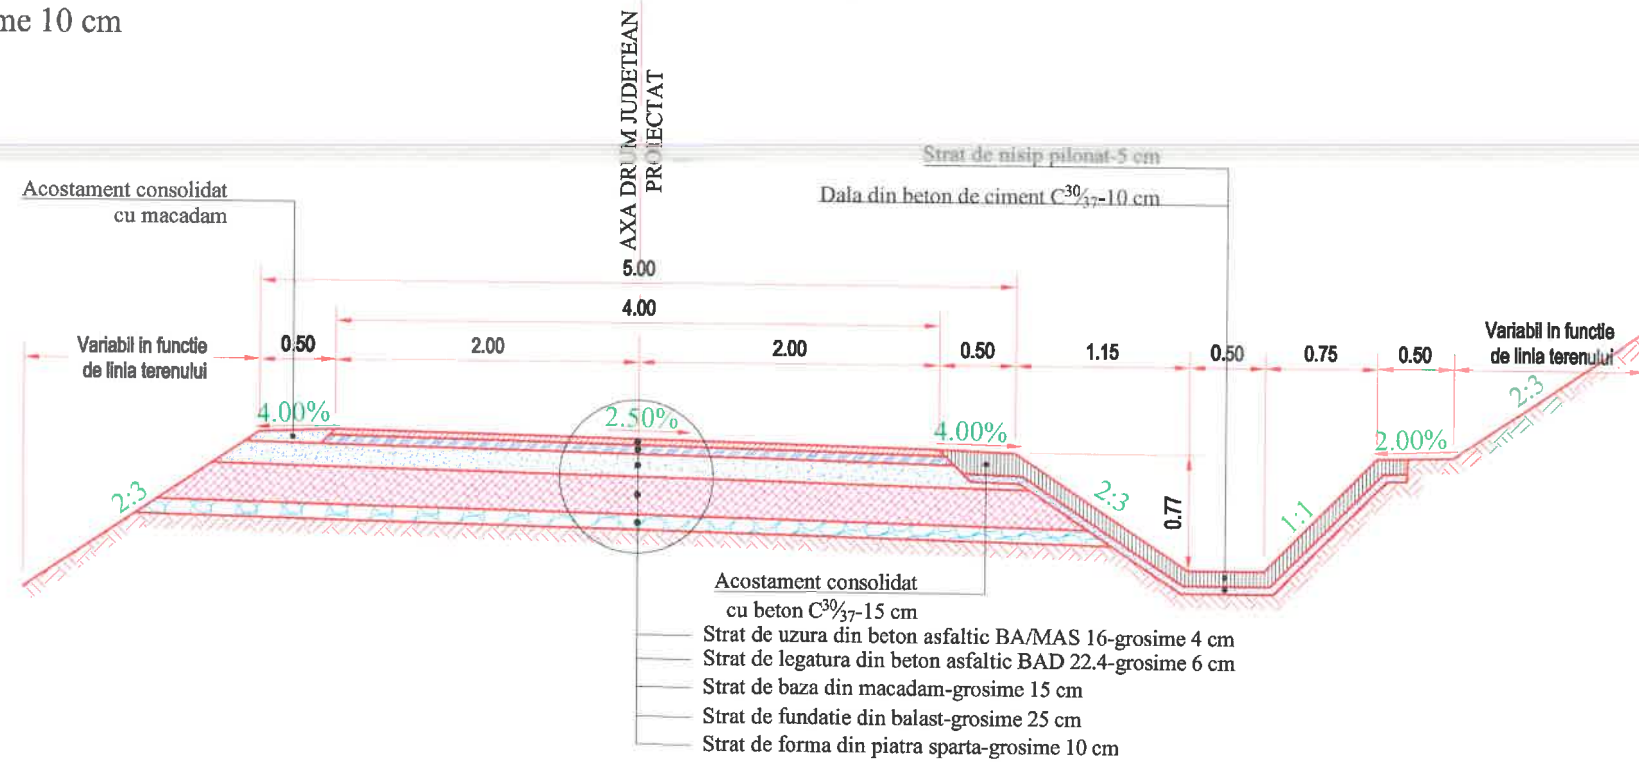 me 10 cm
AXA DRUM JUDETEAN
PROIECTAT
Strat de nisip pilonat-5 cm
Acostament consolidat
cu macadam
Dala din beton de ciment C30/37-10 cm
5.00
4.00
Variabil in functie
de linia terenului
0.50
2.00
2.00
0.50
1.15
0.50
0.75
0.50
Variabil in functie
de linia terenului
4.00%
2.50%
4.00%
2.00%
2:3
2:3
2:3
0.77
1:1
Acostament consolidat
cu beton C30/37-15 cm
Strat de uzura din beton asfaltic BA/MAS 16-grosime 4 cm
Strat de legatura din beton asfaltic BAD 22.4-grosime 6 cm
Strat de baza din macadam-grosime 15 cm
Strat de fundatie din balast-grosime 25 cm
Strat de forma din piatra sparta-grosime 10 cm